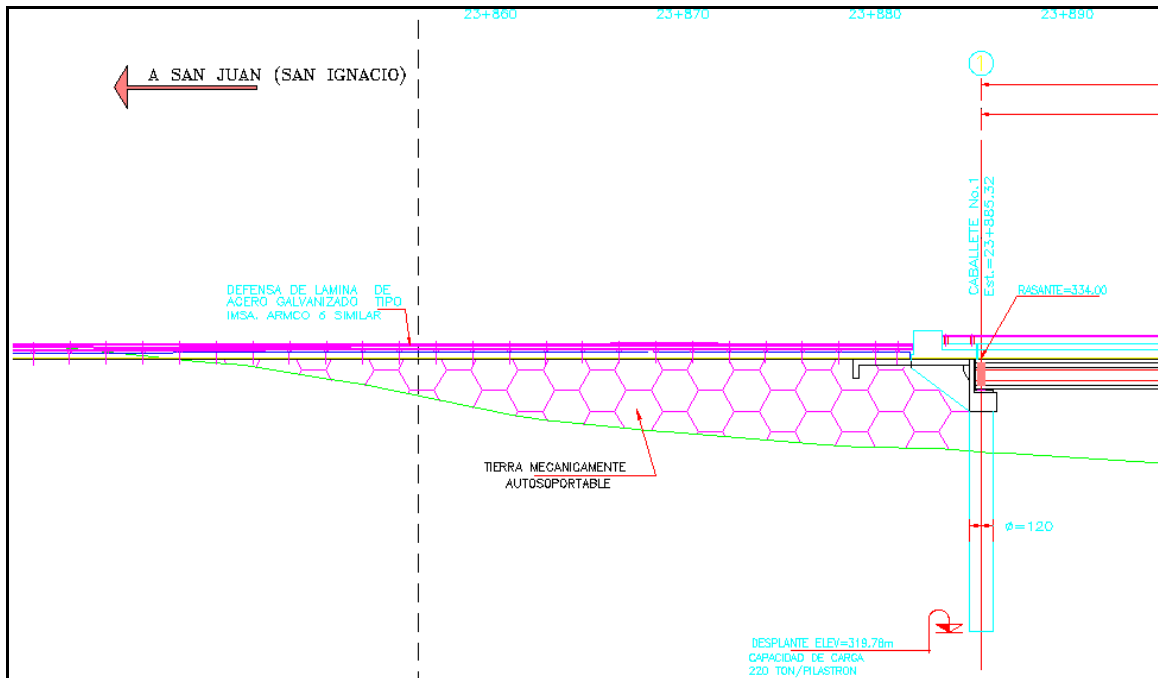 23+860
23+870
23+880
23+890
A SAN JUAN (SAN IGNACIO)
1
CABALLETE No.1
Est.=23+885.32
RASANTE=334.00
DEFENSA DE LAMINA DE
ACERO GALVANIZADO TIPO
IMSA, ARMCO ó SIMILAR
TIERRA MECANICAMENTE
AUTOSOPORTABLE
Ø=120
DESPLANTE ELEV=319.78m
CAPACIDAD DE CARGA
220 TON/PILASTRON